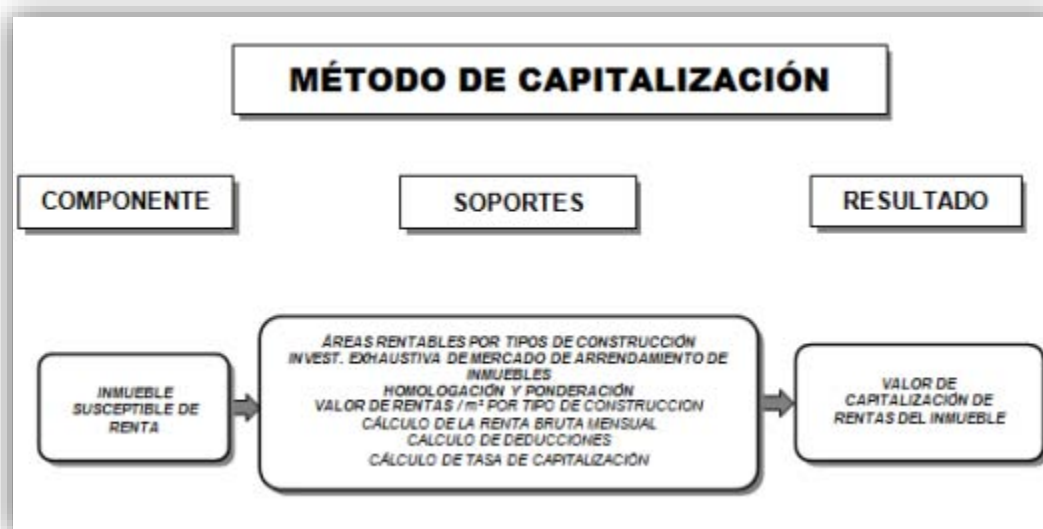 MÉTODO DE CAPITALIZACIÓN
COMPONENTE
SOPORTES
RESULTADO
INMUEBLE
SUSCEPTIBLE DE
RENTA
ÁREAS RENTABLES POR TIPOS DE CONSTRUCCIÓN
INVEST. EXHAUSTIVA DE MERCADO DE ARRENDAMIENTO DE
INMUEBLES
HOMOLOGACIÓN Y PONDERACIÓN
VALOR DE RENTAS / m² POR TIPO DE CONSTRUCCION
CÁLCULO DE LA RENTA BRUTA MENSUAL
CALCULO DE DEDUCCIONES
CÁLCULO DE TASA DE CAPITALIZACIÓN
VALOR DE
CAPITALIZACIÓN DE
RENTAS DEL INMUEBLE